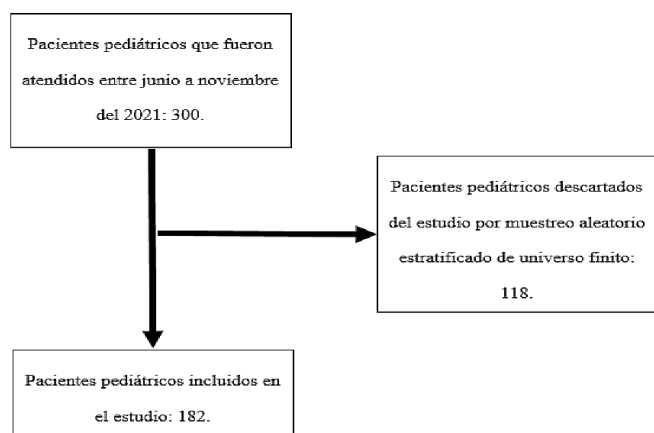 Pacientes pediátricos que fueron
atendidos entre junio a noviembre
del 2021: 300.
Pacientes pediátricos descartados
del estudio por muestreo aleatorio
estratificado de universo finito:
118.
Pacientes pediátricos incluidos en
el estudio: 182.